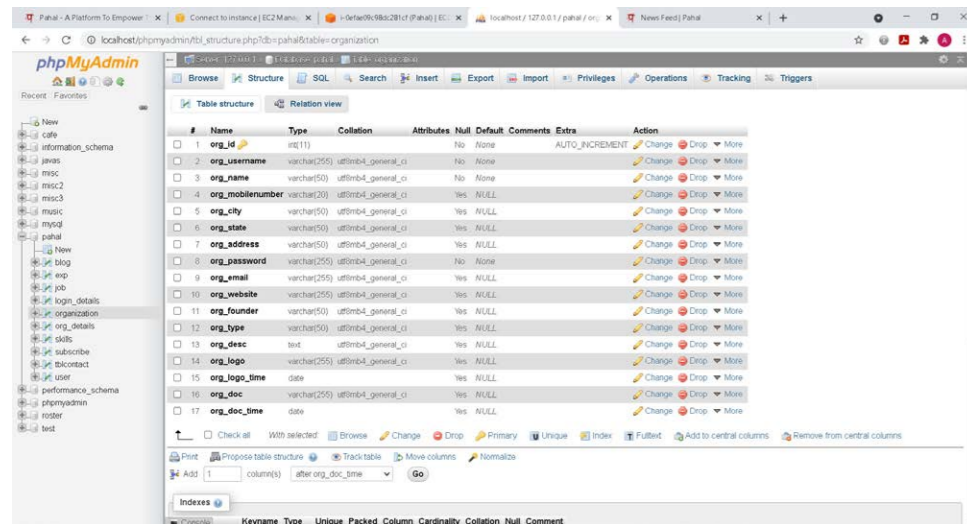 Pahal - A Platform To Empower
Connect to instance | EC2 Mana
i-0efae09c98dc281cf (Pahal) | EC
localhost / 127.0.0.1 / pahal / org
News Feed | Pahal
localhost/phpmyadmin/tbl_structure.php?db=pahal&table=organization
phpMyAdmin
Recent Favorites
New
cafe
information_schema
javas
misc
misc2
misc3
music
mysql
pahal
New
blog
exp
job
login_details
organization
org_details
skills
subscribe
tblcontact
user
performance_schema
phpmyadmin
roster
test
Server: 127.0.0.1 » Database: pahal » Table: organization
Browse Structure SQL Search Insert Export Import Privileges Operations Tracking Triggers
Table structure Relation view
# Name Type Collation Attributes Null Default Comments Extra Action
1 org_id int(11) No None AUTO_INCREMENT Change Drop More
2 org_username varchar(255) utf8mb4_general_ci No None Change Drop More
3 org_name varchar(50) utf8mb4_general_ci No None Change Drop More
4 org_mobilenumber varchar(20) utf8mb4_general_ci Yes NULL Change Drop More
5 org_city varchar(50) utf8mb4_general_ci Yes NULL Change Drop More
6 org_state varchar(50) utf8mb4_general_ci Yes NULL Change Drop More
7 org_address varchar(50) utf8mb4_general_ci Yes NULL Change Drop More
8 org_password varchar(255) utf8mb4_general_ci No None Change Drop More
9 org_email varchar(255) utf8mb4_general_ci Yes NULL Change Drop More
10 org_website varchar(255) utf8mb4_general_ci Yes NULL Change Drop More
11 org_founder varchar(50) utf8mb4_general_ci Yes NULL Change Drop More
12 org_type varchar(50) utf8mb4_general_ci Yes NULL Change Drop More
13 org_desc text utf8mb4_general_ci Yes NULL Change Drop More
14 org_logo varchar(255) utf8mb4_general_ci Yes NULL Change Drop More
15 org_logo_time date Yes NULL Change Drop More
16 org_doc varchar(255) utf8mb4_general_ci Yes NULL Change Drop More
17 org_doc_time date Yes NULL Change Drop More
Check all With selected: Browse Change Drop Primary Unique Index Fulltext Add to central columns Remove from central columns
Print Propose table structure Track table Move columns Normalize
Add 1 column(s) after org_doc_time Go
Indexes
Console Keyname Type Unique Packed Column Cardinality Collation Null Comment